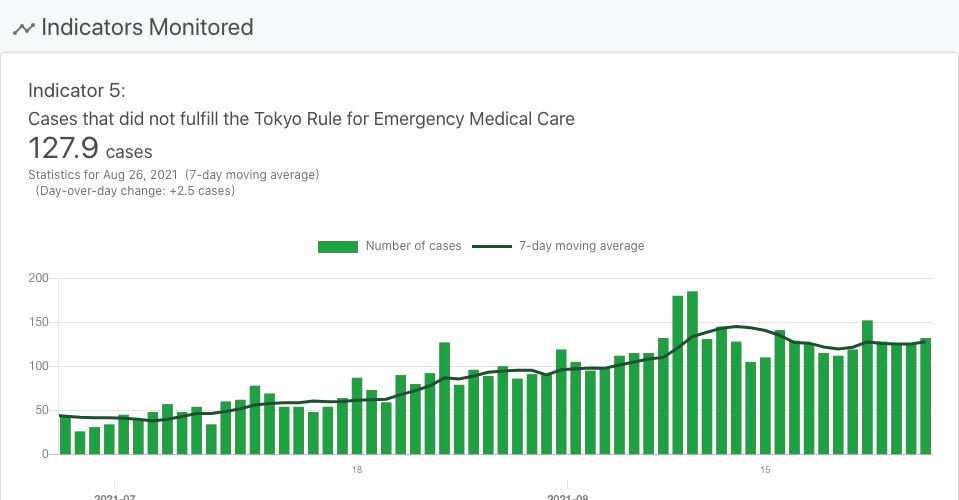 Indicators Monitored
Indicator 5:
Cases that did not fulfill the Tokyo Rule for Emergency Medical Care
127.9 cases
Statistics for Aug 26, 2021 (7-day moving average)
(Day-over-day change: +2.5 cases)
Number of cases 7-day moving average
200
150
100
50
0
18 15
2021-07 2021-08